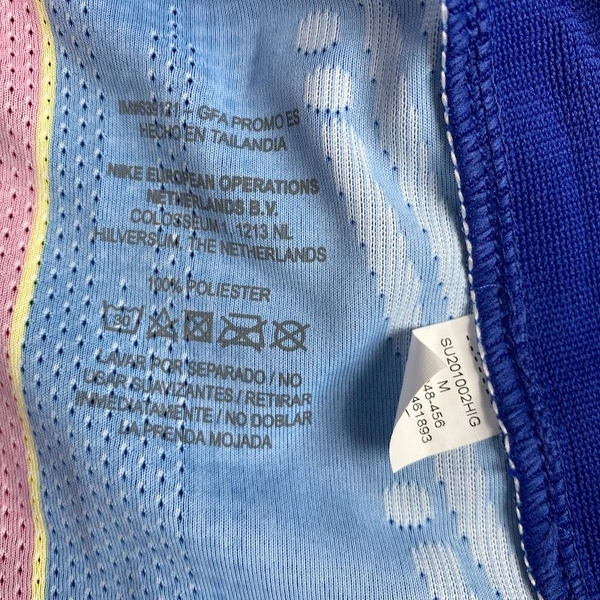 GFA PROMO ES
HECHO EN TAILANDIA
NIKE EUROPEAN OPERATIONS
NETHERLANDS B.V.
COLOSSEUM 1, 1213 NL
HILVERSUM, THE NETHERLANDS
100% POLIESTER
30
LAVAR POR SEPARADO / NO
USAR SUAVIZANTES / RETIRAR
INMEDIATAMENTE / NO DOBLAR
LA PRENDA MOJADA
SU201002HIG
M
48-456
461893